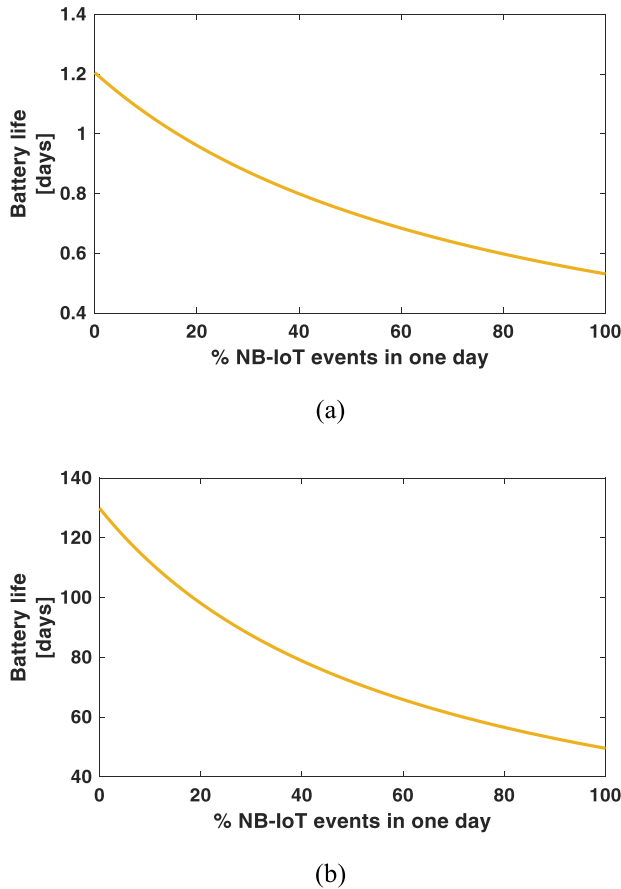 1.4
1.2
1
0.8
0.6
0.4
Battery life
[days]
0 20 40 60 80 100
% NB-IoT events in one day
(a)
140
120
100
80
60
40
Battery life
[days]
0 20 40 60 80 100
% NB-IoT events in one day
(b)